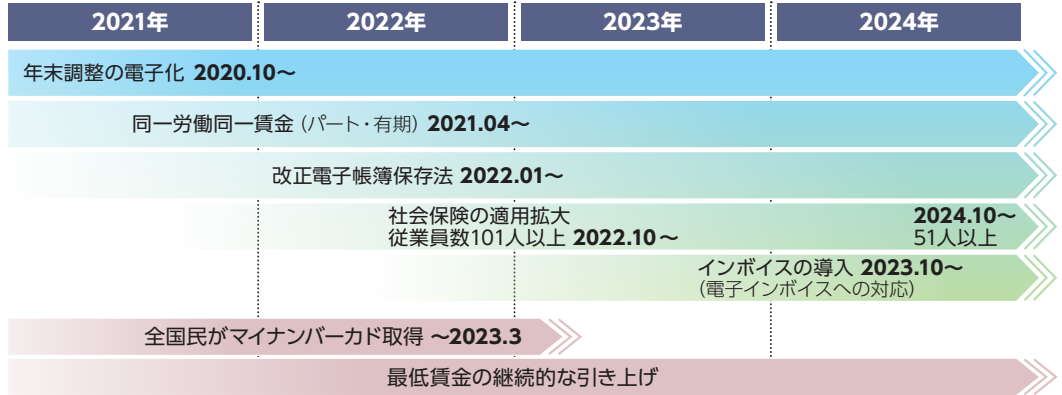 2021年 2022年 2023年 2024年
年末調整の電子化 2020.10〜
同一労働同一賃金（パート・有期）2021.04〜
改正電子帳簿保存法 2022.01〜
社会保険の適用拡大
従業員数101人以上 2022.10〜
2024.10〜
51人以上
インボイスの導入 2023.10〜
（電子インボイスへの対応）
全国民がマイナンバーカド取得 〜2023.3
最低賃金の継続的な引き上げ